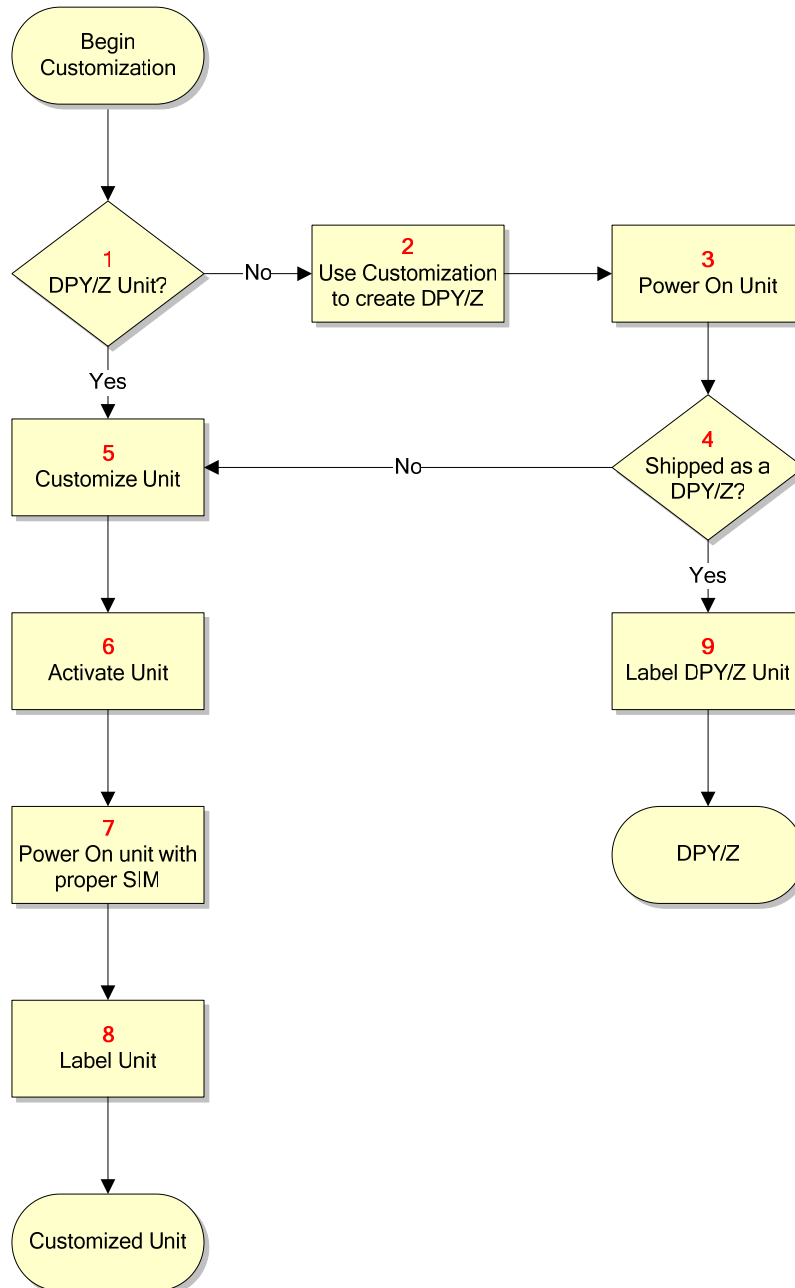 Begin
Customization
1
DPY/Z Unit?
No
2
Use Customization
to create DPY/Z
3
Power On Unit
Yes
5
Customize Unit
No
4
Shipped as a
DPY/Z?
Yes
6
Activate Unit
9
Label DPY/Z Unit
7
Power On unit with
proper SIM
DPY/Z
8
Label Unit
Customized Unit